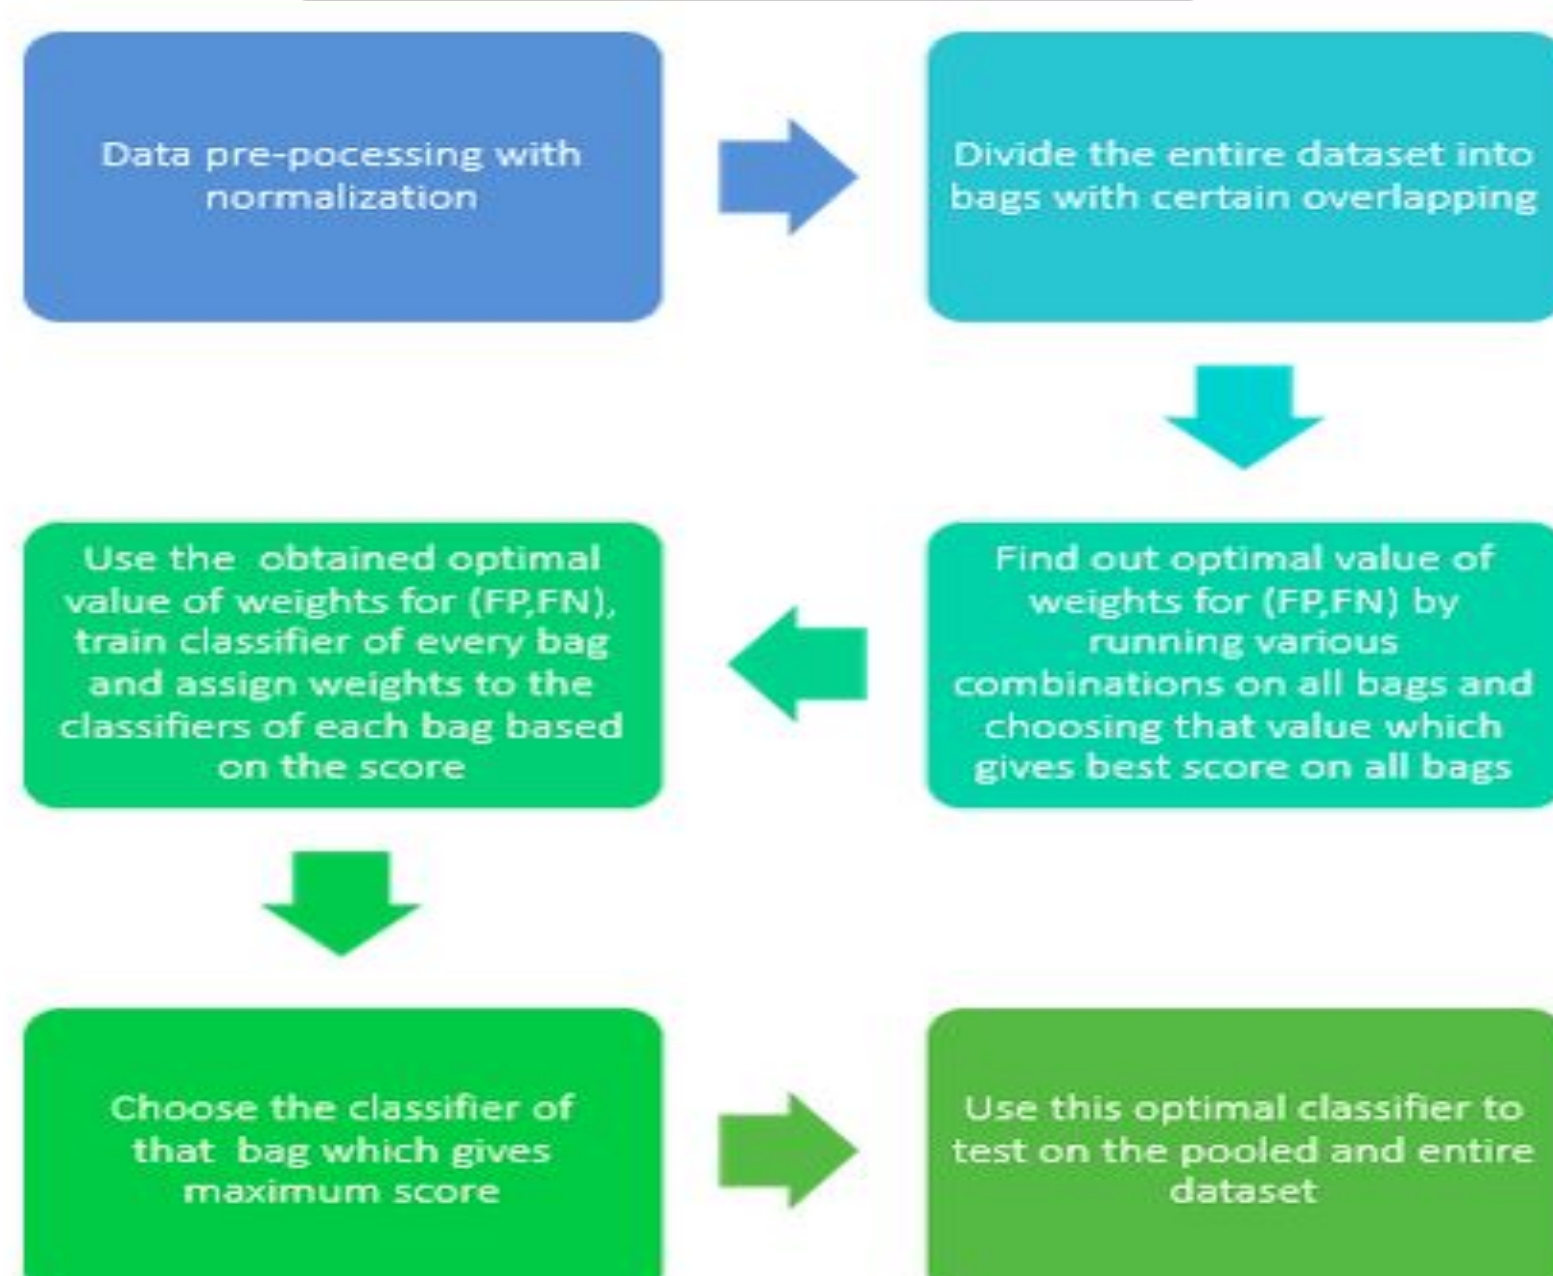 Data pre-pocessing with
normalization
Divide the entire dataset into
bags with certain overlapping
Find out optimal value of
weights for (FP,FN) by
running various
combinations on all bags and
choosing that value which
gives best score on all bags
Use the obtained optimal
value of weights for (FP,FN),
train classifier of every bag
and assign weights to the
classifiers of each bag based
on the score
Choose the classifier of
that bag which gives
maximum score
Use this optimal classifier to
test on the pooled and entire
dataset